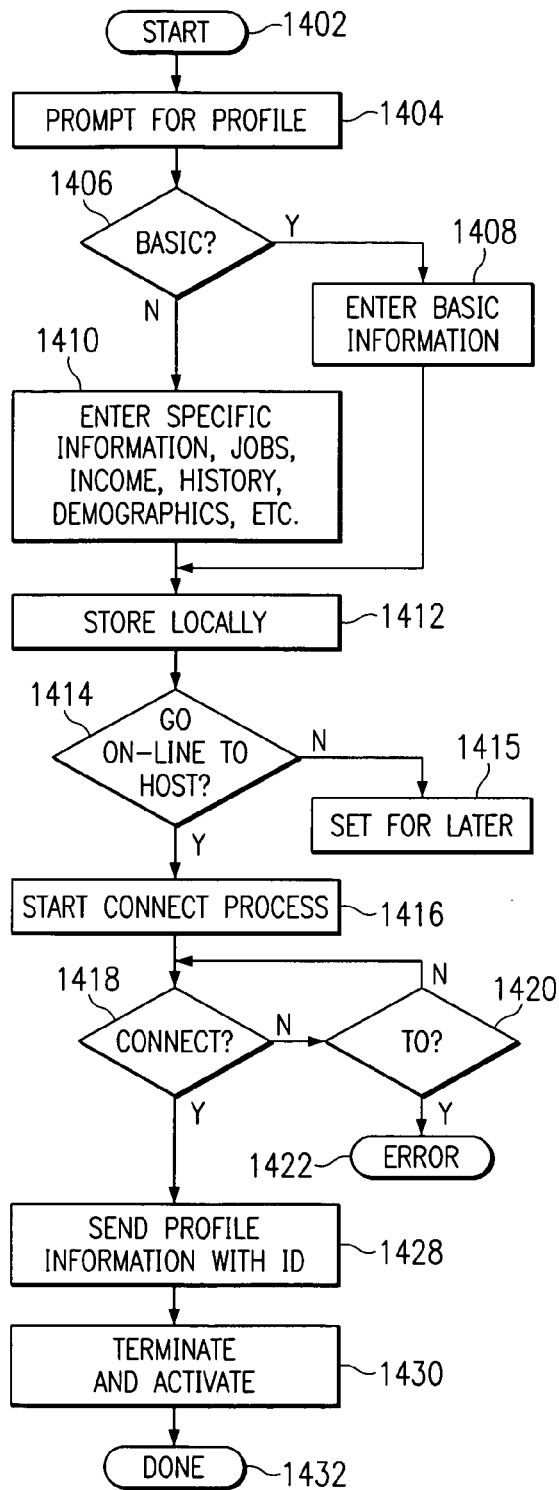 START
1402
PROMPT FOR PROFILE
1404
1406
BASIC?
Y
1408
N
ENTER BASIC
INFORMATION
1410
ENTER SPECIFIC
INFORMATION, JOBS,
INCOME, HISTORY,
DEMOGRAPHICS, ETC.
STORE LOCALLY
1412
1414
GO
ON-LINE TO
HOST?
N
1415
SET FOR LATER
Y
START CONNECT PROCESS
1416
1418
CONNECT?
N
TO?
N
1420
Y
Y
1422
ERROR
SEND PROFILE
INFORMATION WITH ID
1428
TERMINATE
AND ACTIVATE
1430
DONE
1432